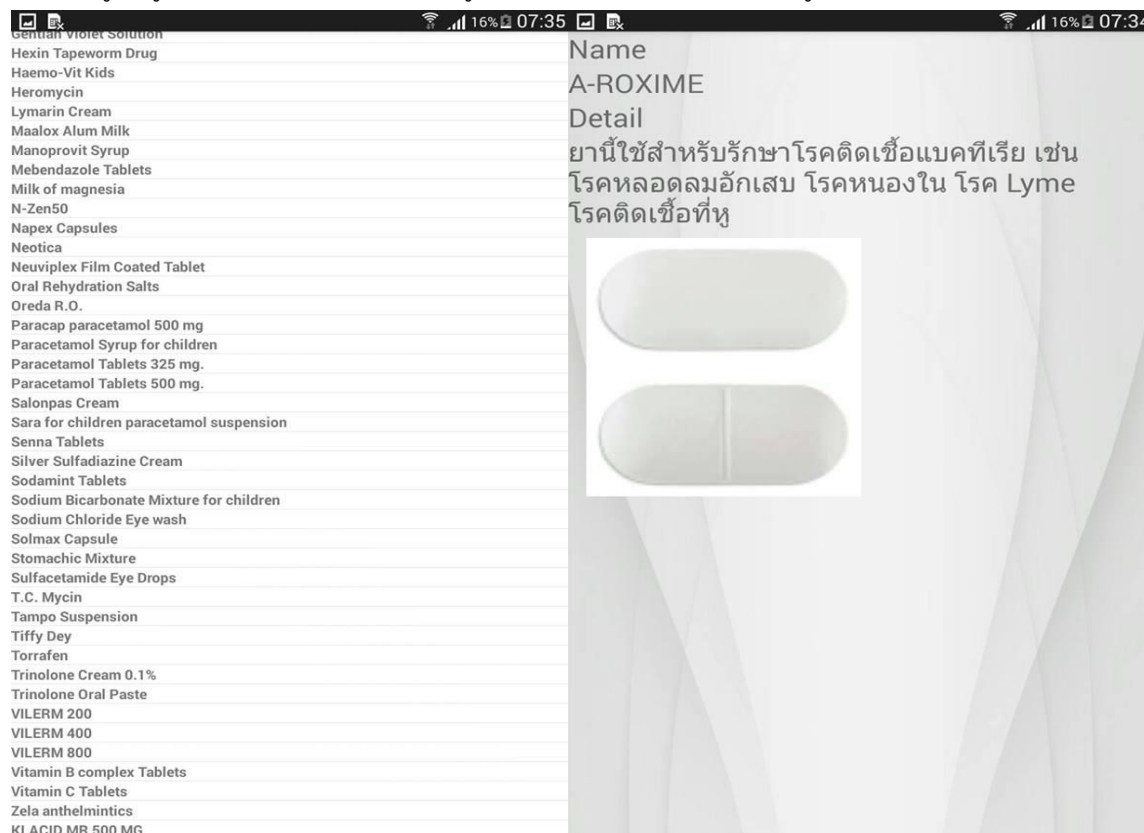 16% 07:35
Gentian Violet Solution
Hexin Tapeworm Drug
Haemo-Vit Kids
Heromycin
Lymarin Cream
Maalox Alum Milk
Manoprovit Syrup
Mebendazole Tablets
Milk of magnesia
N-Zen50
Napex Capsules
Neotica
Neuviplex Film Coated Tablet
Oral Rehydration Salts
Oreda R.O.
Paracap paracetamol 500 mg
Paracetamol Syrup for children
Paracetamol Tablets 325 mg.
Paracetamol Tablets 500 mg.
Salonpas Cream
Sara for children paracetamol suspension
Senna Tablets
Silver Sulfadiazine Cream
Sodamint Tablets
Sodium Bicarbonate Mixture for children
Sodium Chloride Eye wash
Solmax Capsule
Stomachic Mixture
Sulfacetamide Eye Drops
T.C. Mycin
Tampo Suspension
Tiffy Dey
Torrafen
Trinolone Cream 0.1%
Trinolone Oral Paste
VILERM 200
VILERM 400
VILERM 800
Vitamin B complex Tablets
Vitamin C Tablets
Zela anthelmintics
KLACID MR 500 MG
16% 07:34
Name
A-ROXIME
Detail
ยานี้ใช้สำหรับรักษาโรคติดเชื้อแบคทีเรีย เช่น
โรคหลอดลมอักเสบ โรคหนองใน โรค Lyme
โรคติดเชื้อที่หู